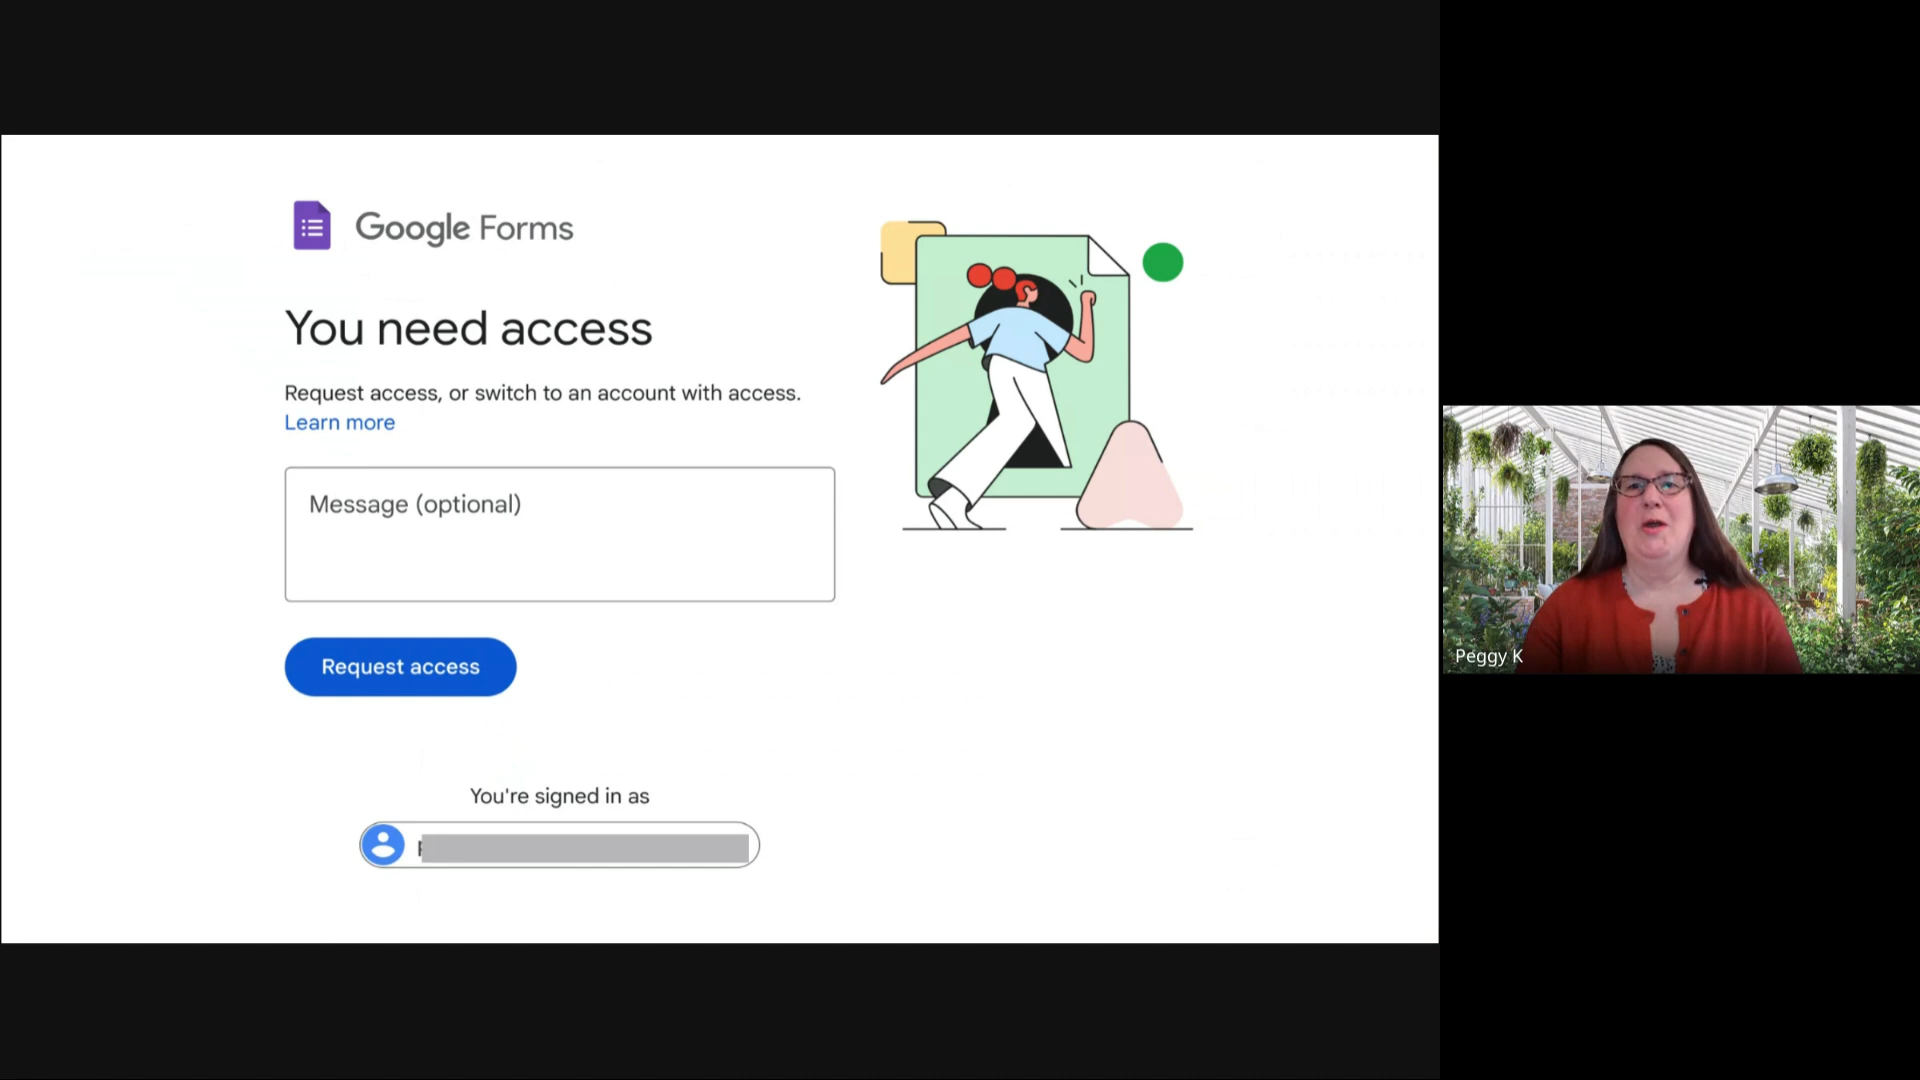 Google Forms
You need access
Request access, or switch to an account with access.
Learn more
Message (optional)
Request access
You're signed in as
Peggy K